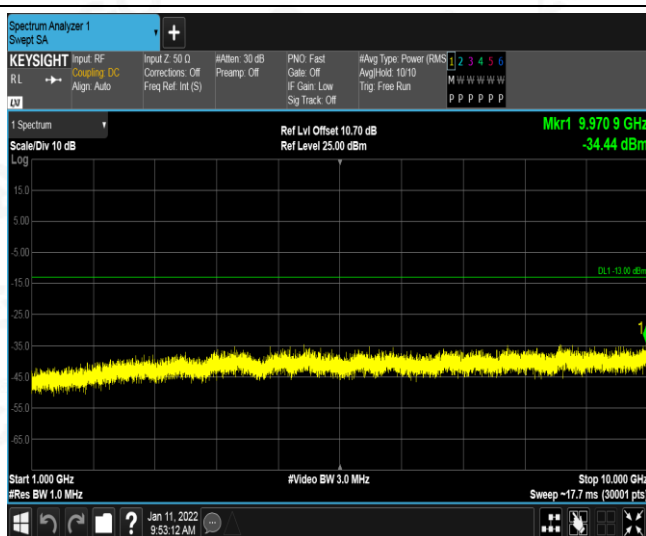 Spectrum Analyzer 1
Swept SA
+
KEYSIGHT
RL
Input: RF
Coupling: DC
Align: Auto
Input Z: 50 Ω
Corrections: Off
Freq Ref: Int (S)
#Atten: 30 dB
Preamp: Off
PNO: Fast
Gate: Off
IF Gain: Low
Sig Track: Off
#Avg Type: Power (RMS
Avg|Hold: 10/10
Trig: Free Run
1 2 3 4 5 6
M W W W W W
P P P P P P
LXI
1 Spectrum
Scale/Div 10 dB
Log
Ref Lvl Offset 10.70 dB
Ref Level 25.00 dBm
Mkr1 9.970 9 GHz
-34.44 dBm
15.0
5.00
-5.00
DL1 -13.00 dBm
-15.0
-25.0
1
-35.0
-45.0
-55.0
-65.0
Start 1.000 GHz
#Res BW 1.0 MHz
#Video BW 3.0 MHz
Stop 10.000 GHz
Sweep ~17.7 ms (30001 pts)
?
Jan 11, 2022
9:53:12 AM